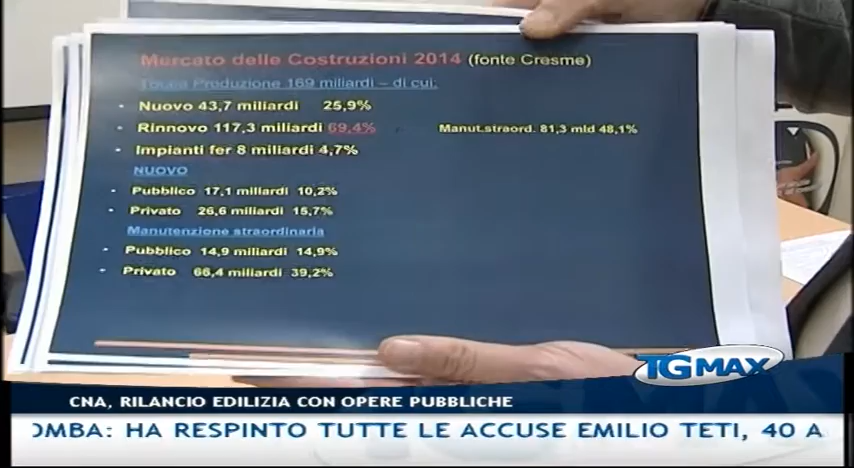 Mercato delle Costruzioni 2014 (fonte Cresme)
Totale Produzione 169 miliardi – di cui:
• Nuovo 43,7 miliardi 25,9%
• Rinnovo 117,3 miliardi 69,4% Manut.straord. 81,3 mld 48,1%
• Impianti fer 8 miliardi 4,7%
NUOVO
• Pubblico 17,1 miliardi 10,2%
• Privato 26,6 miliardi 15,7%
Manutenzione straordinaria
• Pubblico 14,9 miliardi 14,9%
• Privato 66,4 miliardi 39,2%
TGMAX
CNA, RILANCIO EDILIZIA CON OPERE PUBBLICHE
OMBA: HA RESPINTO TUTTE LE ACCUSE EMILIO TETI, 40 A